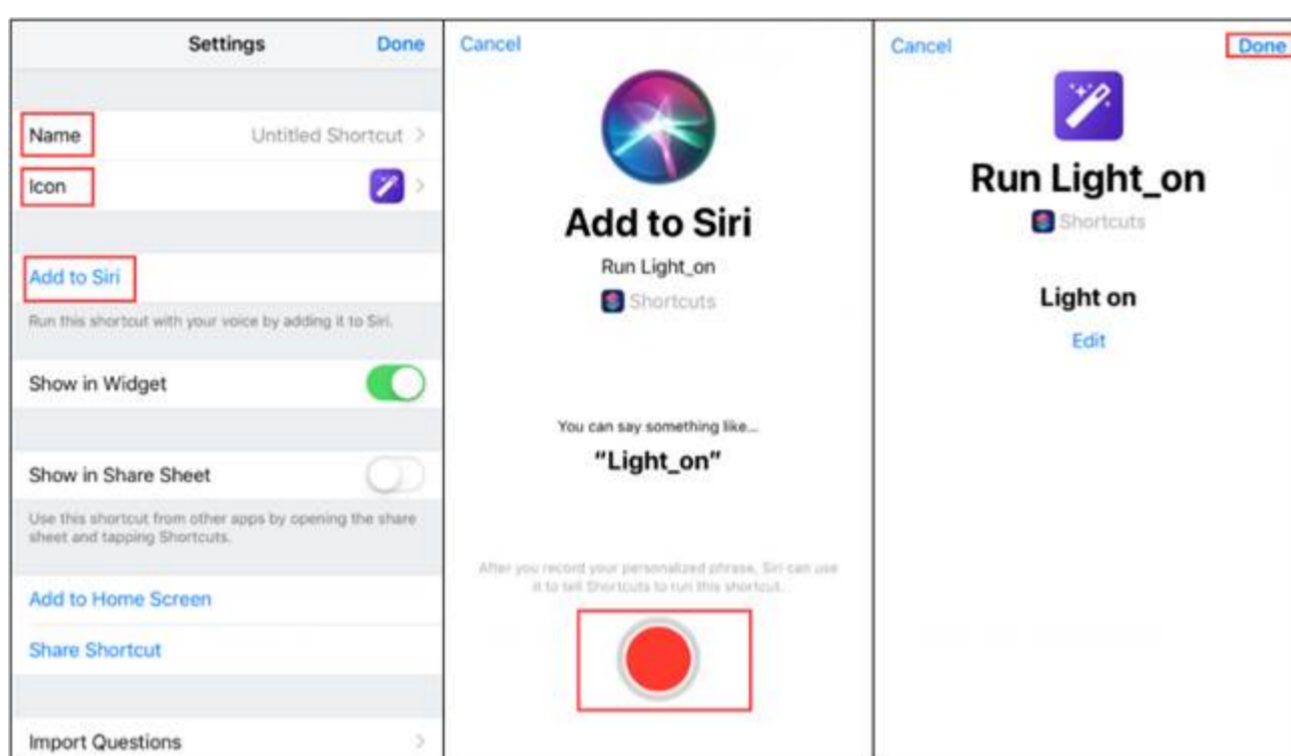 Settings
Done
Name
Untitled Shortcut
Icon
Add to Siri
Run this shortcut with your voice by adding it to Siri.
Show in Widget
Show in Share Sheet
Use this shortcut from other apps by opening the share
sheet and tapping Shortcuts.
Add to Home Screen
Share Shortcut
Import Questions
Cancel
Add to Siri
Run Light_on
Shortcuts
You can say something like...
"Light_on"
After you record your personalized phrase, Siri can use
it to tell Shortcuts to run this shortcut.
Cancel
Done
Run Light_on
Shortcuts
Light on
Edit